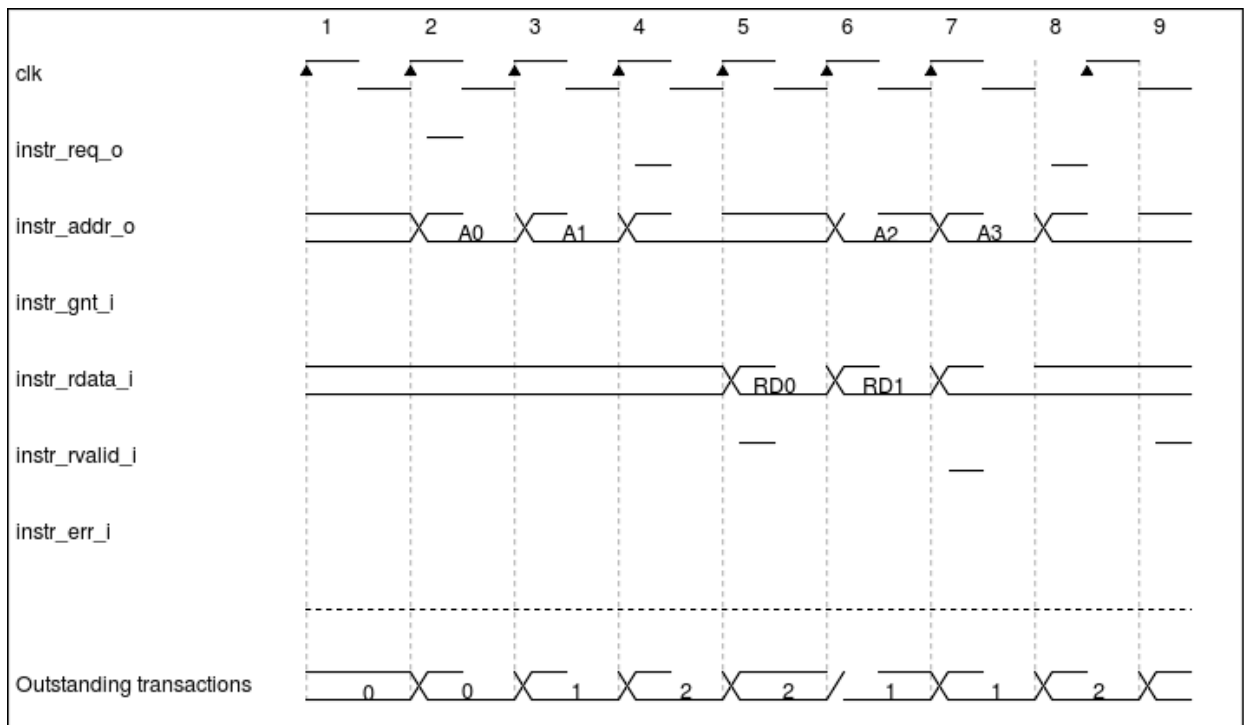 1 2 3 4 5 6 7 8 9
clk
instr_req_o
instr_addr_o A0 A1 A2 A3
instr_gnt_i
instr_rdata_i RD0 RD1
instr_rvalid_i
instr_err_i
Outstanding transactions 0 0 1 2 2 1 1 2